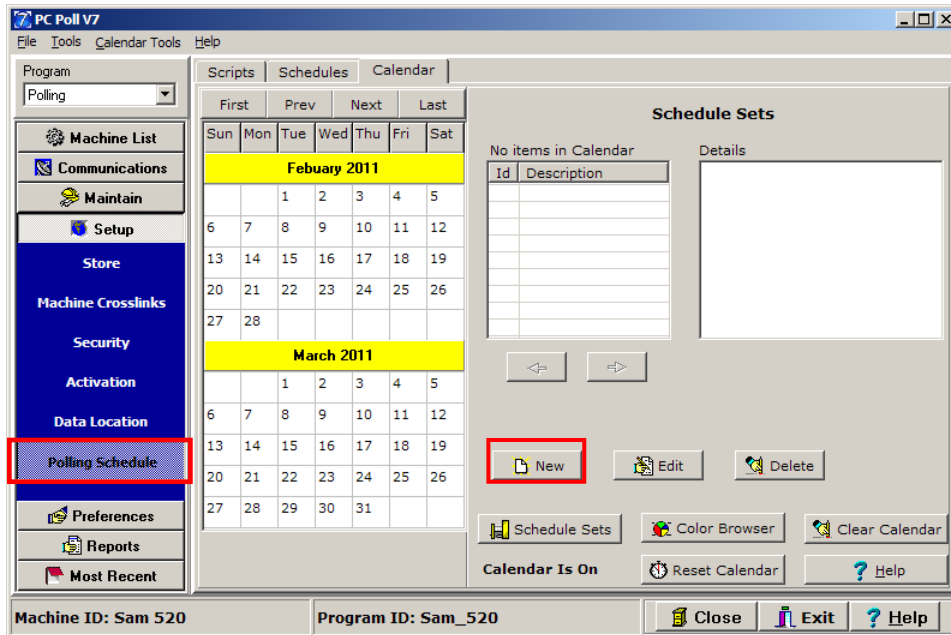 PC Poll V7
File Tools Calendar Tools Help
Program
Polling
Machine List
Communications
Maintain
Setup
Store
Machine Crosslinks
Security
Activation
Data Location
Polling Schedule
Preferences
Reports
Most Recent
Scripts Schedules Calendar
First Prev Next Last
Sun Mon Tue Wed Thu Fri Sat
Febuary 2011
1 2 3 4 5
6 7 8 9 10 11 12
13 14 15 16 17 18 19
20 21 22 23 24 25 26
27 28
March 2011
1 2 3 4 5
6 7 8 9 10 11 12
13 14 15 16 17 18 19
20 21 22 23 24 25 26
27 28 29 30 31
Schedule Sets
No items in Calendar Details
Id Description
New Edit Delete
Schedule Sets Color Browser Clear Calendar
Calendar Is On Reset Calendar ? Help
Machine ID: Sam 520 Program ID: Sam_520 Close Exit ? Help